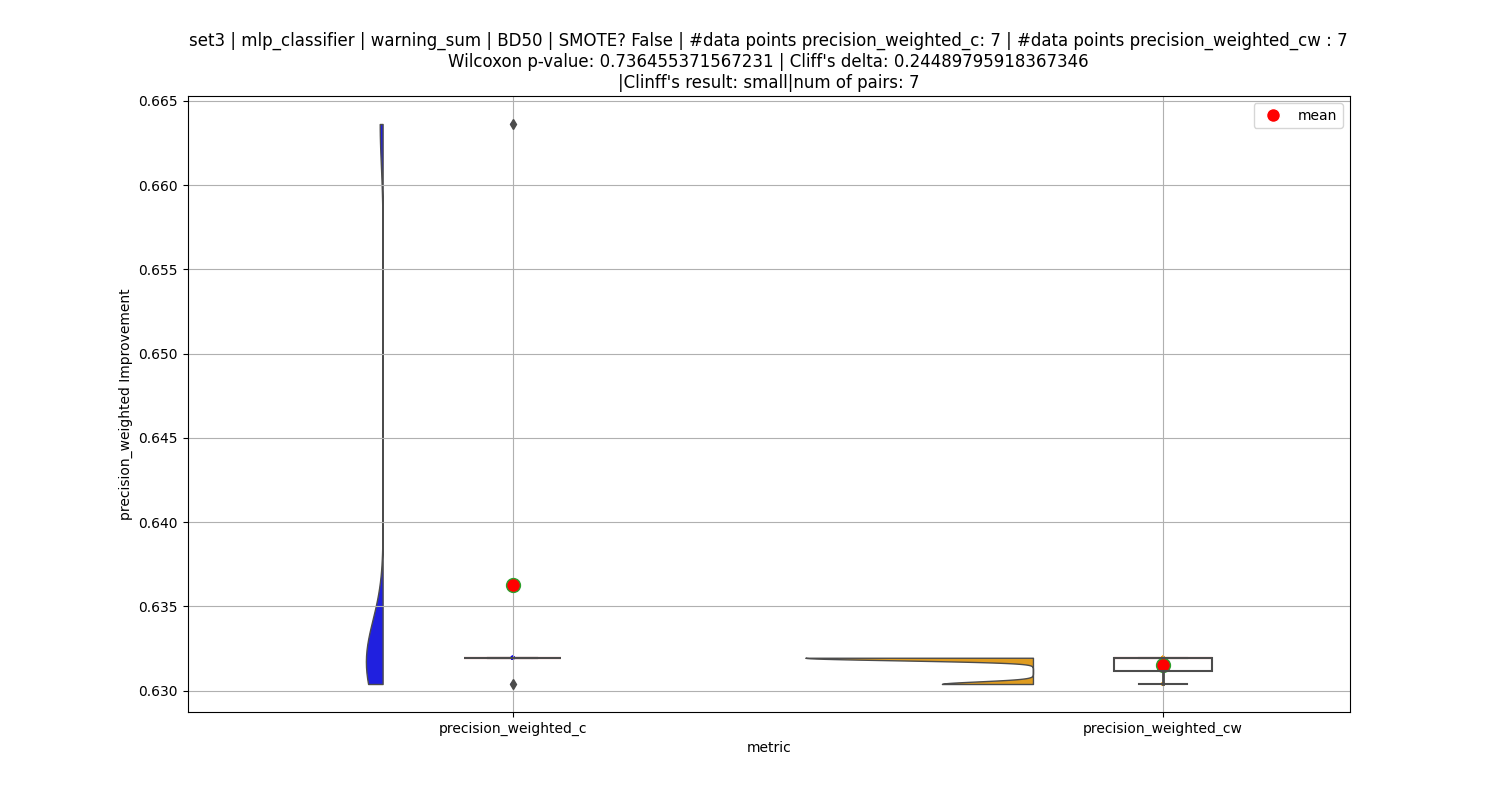 set3 | mlp_classifier | warning_sum | BD50 | SMOTE? False | #data points precision_weighted_c: 7 | #data points precision_weighted_cw : 7
Wilcoxon p-value: 0.736455371567231 | Cliff's delta: 0.24489795918367346
|Clinff's result: small|num of pairs: 7
mean
precision_weighted Improvement
0.665
0.660
0.655
0.650
0.645
0.640
0.635
0.630
precision_weighted_c
precision_weighted_cw
metric